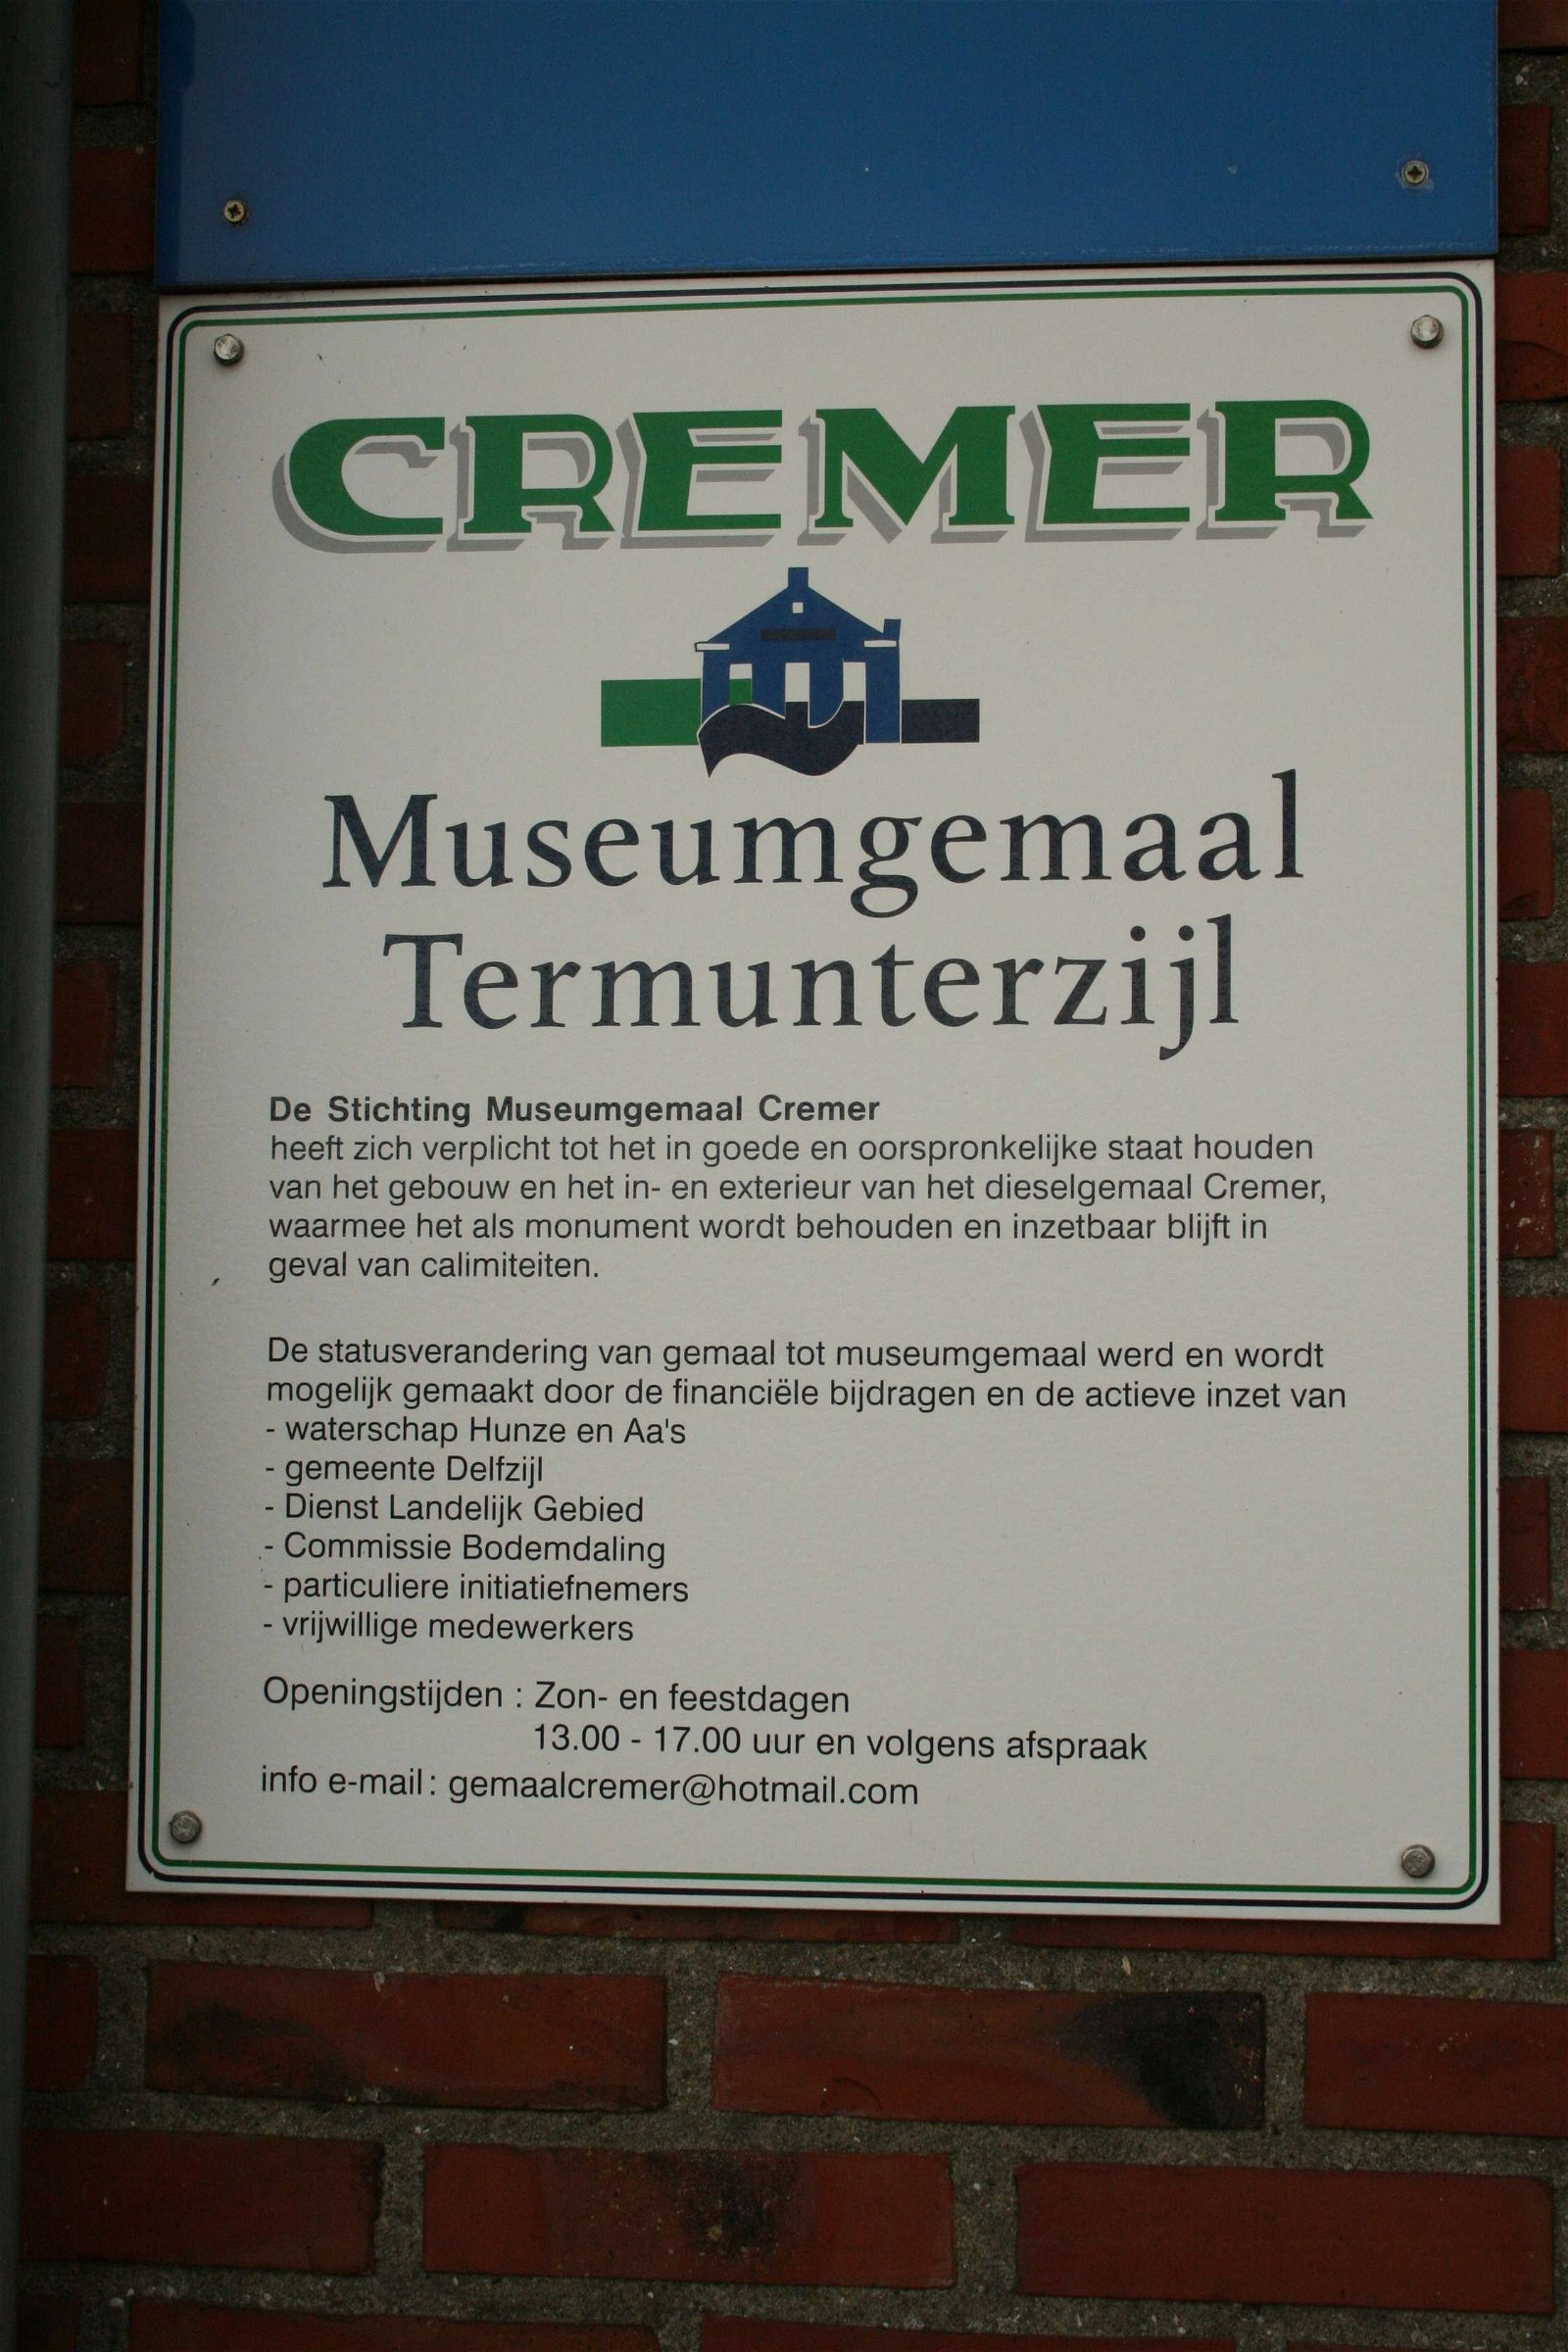 CREMER
Museumgemaal
Termunterzijl
De Stichting Museumgemaal Cremer
heeft zich verplicht tot het in goede en oorspronkelijke staat houden
van het gebouw en het in- en exterieur van het dieselgemaal Cremer,
waarmee het als monument wordt behouden en inzetbaar blijft in
geval van calimiteiten.
De statusverandering van gemaal tot museumgemaal werd en wordt
mogelijk gemaakt door de financiële bijdragen en de actieve inzet van
- waterschap Hunze en Aa's
- gemeente Delfzijl
- Dienst Landelijk Gebied
- Commissie Bodemdaling
- particuliere initiatiefnemers
- vrijwillige medewerkers
Openingstijden : Zon- en feestdagen
13.00 - 17.00 uur en volgens afspraak
info e-mail: gemaalcremer@hotmail.com